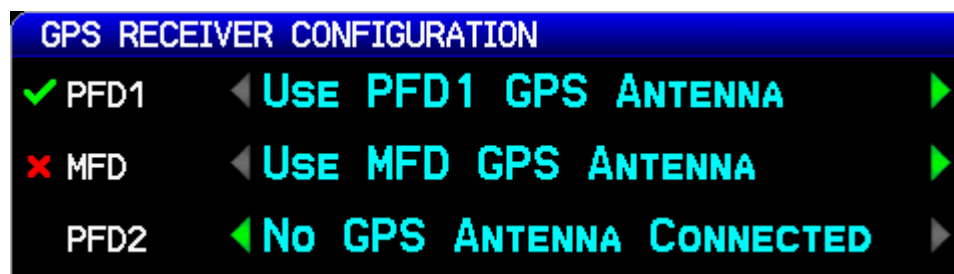 GPS RECEIVER CONFIGURATION
PFD1 USE PFD1 GPS ANTENNA
MFD USE MFD GPS ANTENNA
PFD2 NO GPS ANTENNA CONNECTED